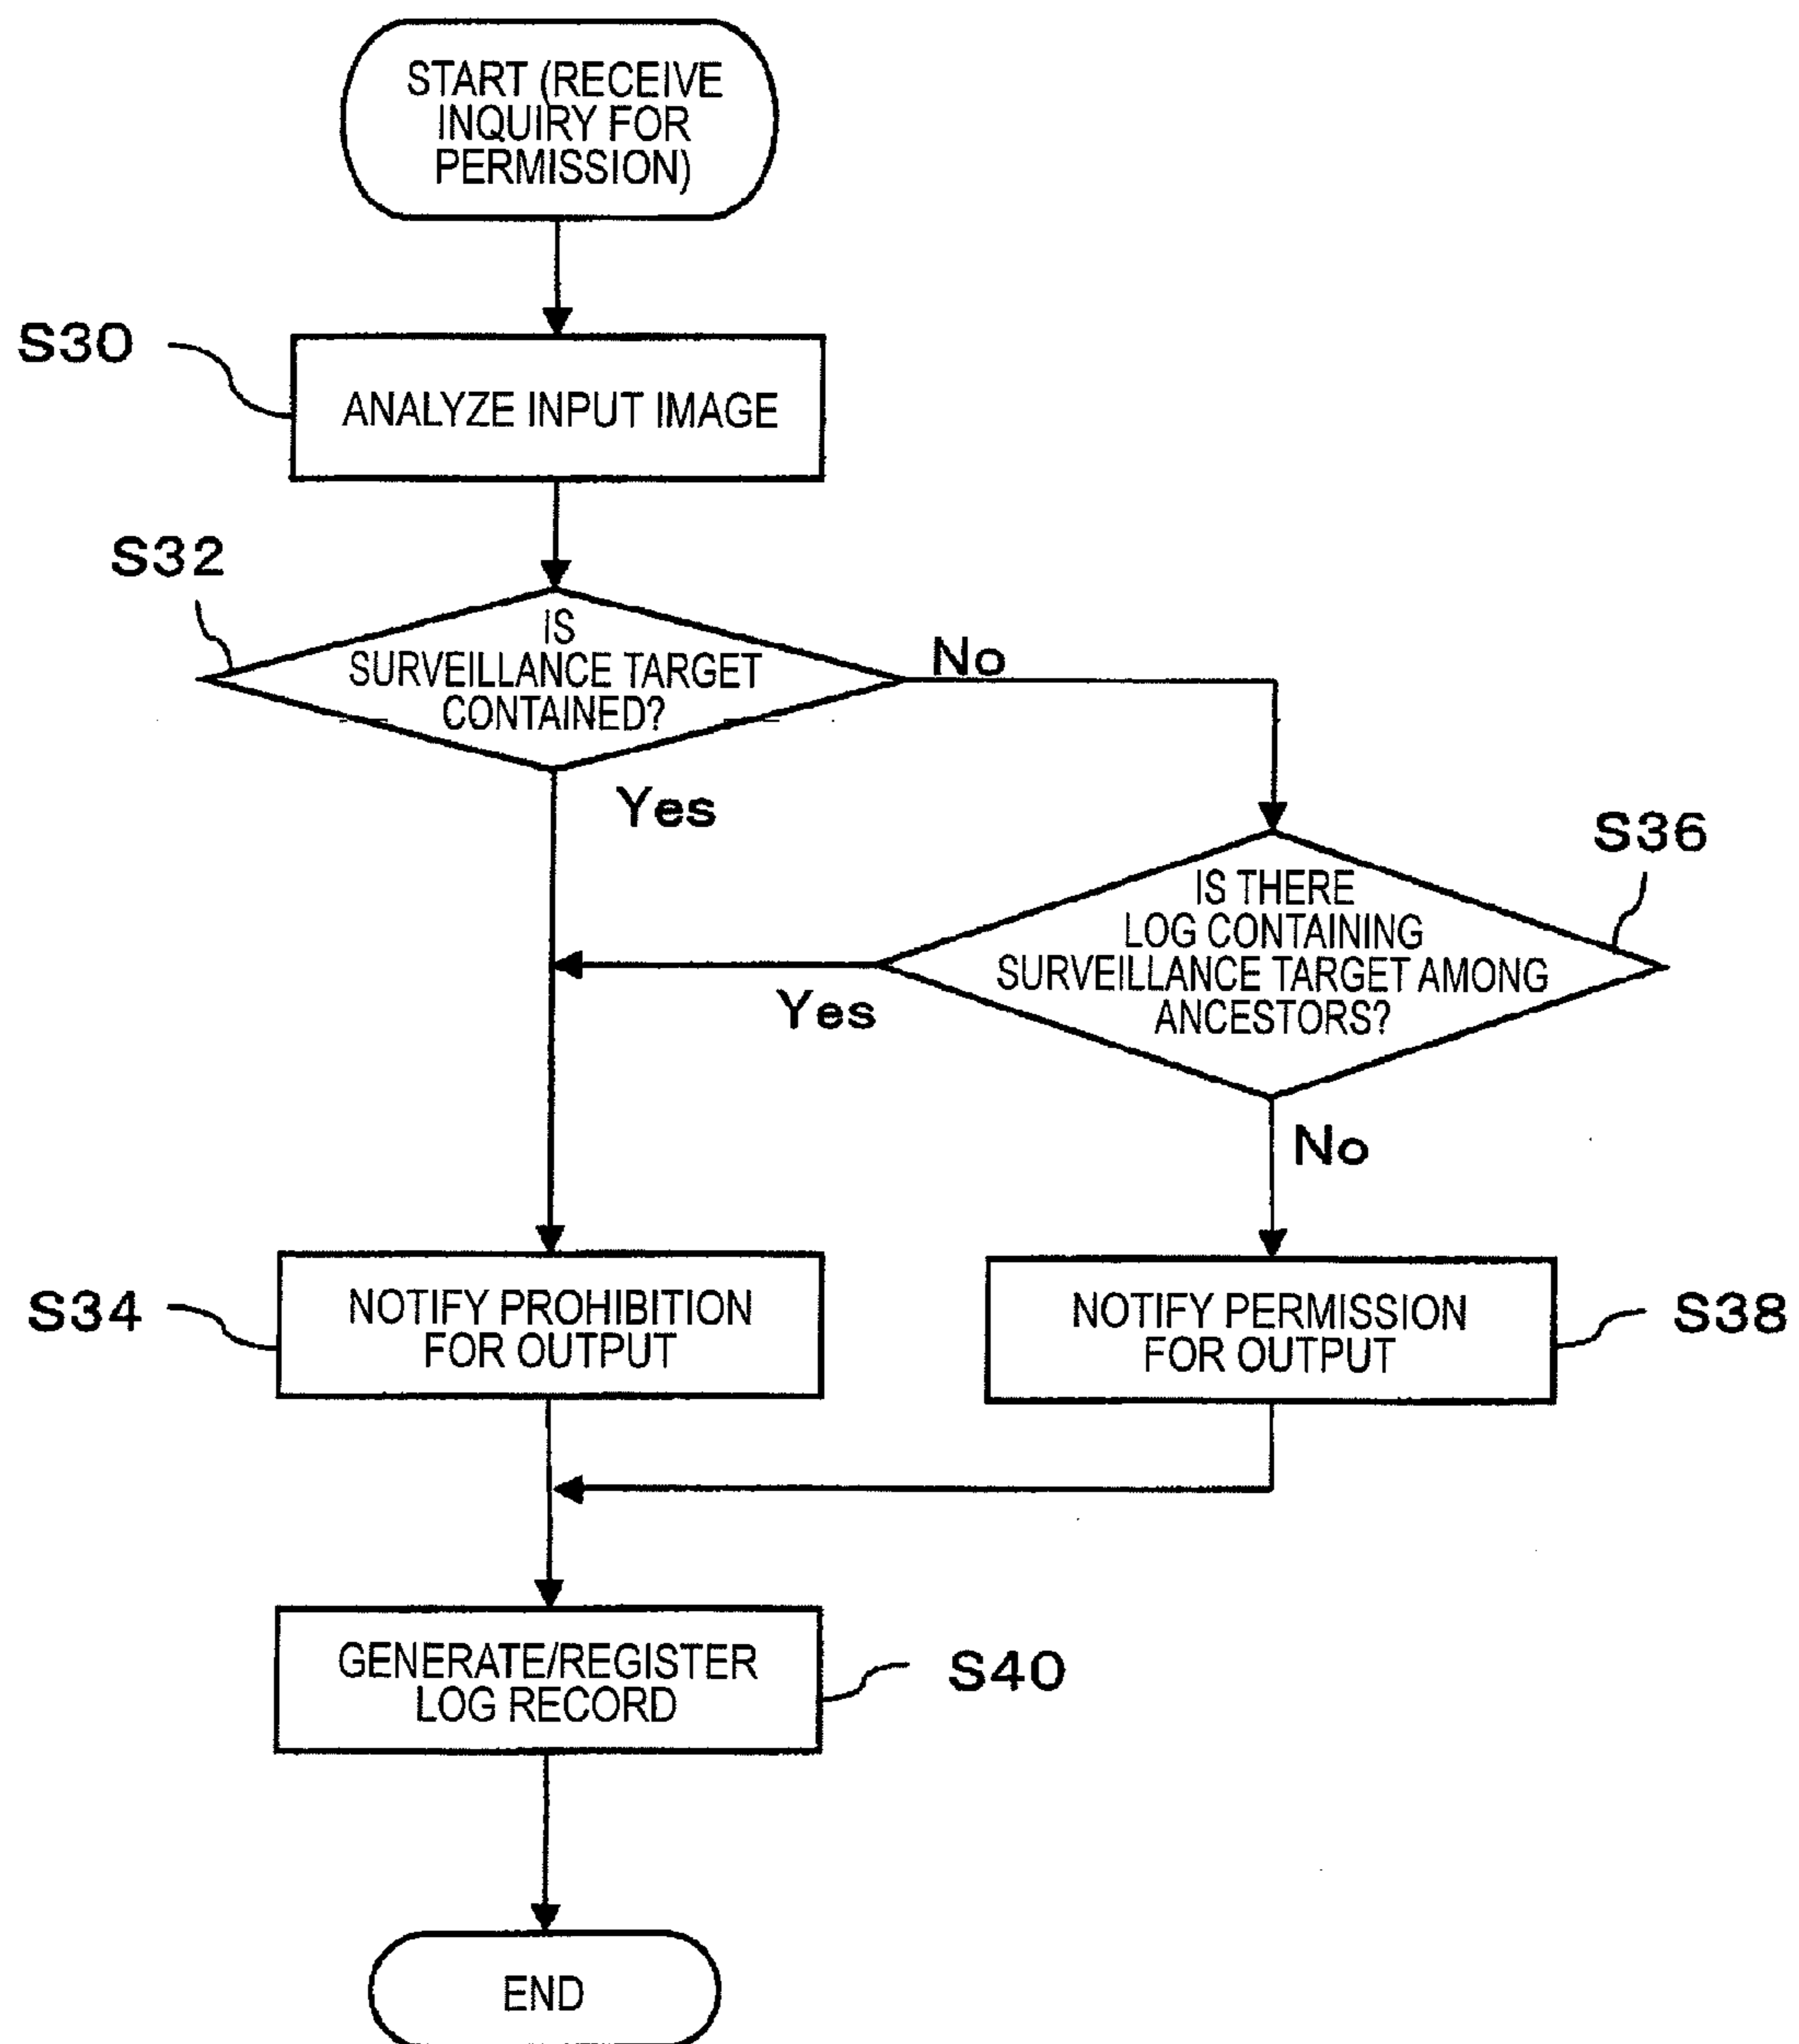 START (RECEIVE
INQUIRY FOR
PERMISSION)
S30
ANALYZE INPUT IMAGE
S32
IS
SURVEILLANCE TARGET
CONTAINED?
No
Yes
S36
IS THERE
LOG CONTAINING
SURVEILLANCE TARGET AMONG
ANCESTORS?
Yes
No
S34
NOTIFY PROHIBITION
FOR OUTPUT
NOTIFY PERMISSION
FOR OUTPUT
S38
GENERATE/REGISTER
LOG RECORD
S40
END